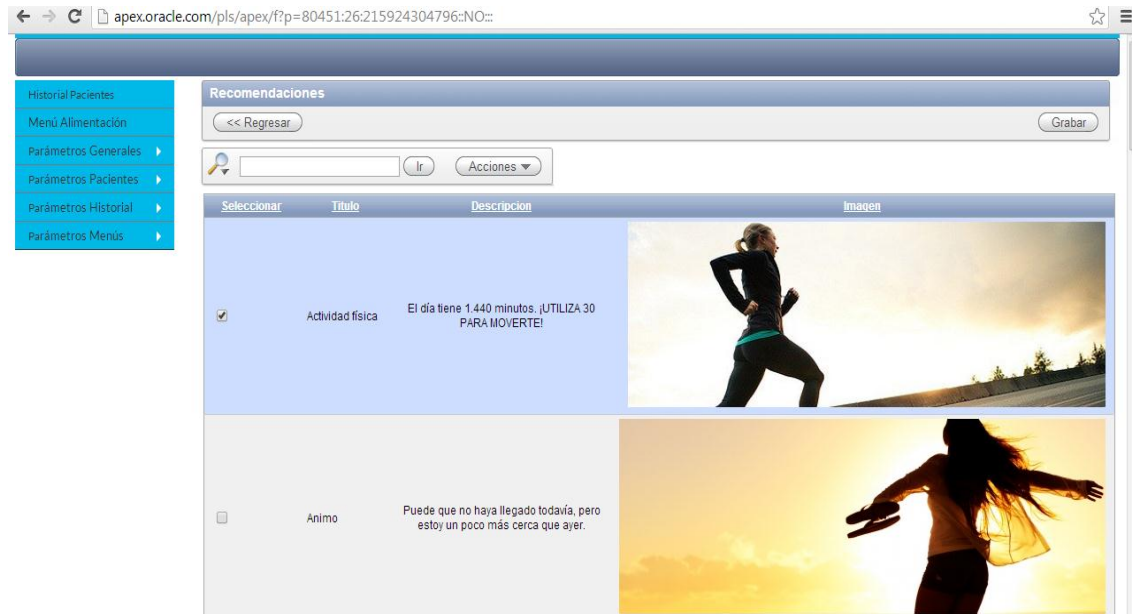 apex.oracle.com/pls/apex/f?p=80451:26:215924304796::NO:::
Historial Pacientes
Menú Alimentación
Parámetros Generales
Parámetros Pacientes
Parámetros Historial
Parámetros Menús
Recomendaciones
<< Regresar
Grabar
Ir
Acciones
Seleccionar Titulo Descripcion Imagen
Actividad física
El día tiene 1.440 minutos. ¡UTILIZA 30
PARA MOVERTE!
Animo
Puede que no haya llegado todavía, pero
estoy un poco más cerca que ayer.